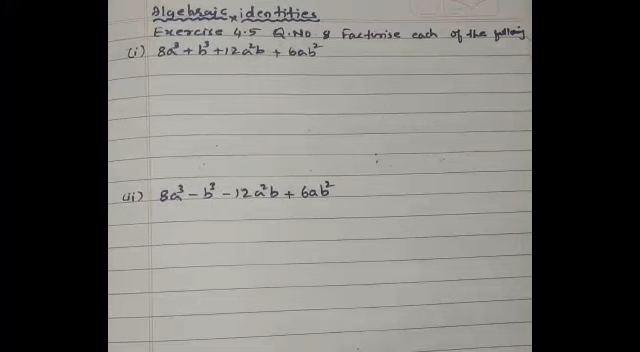 Algebraic identities
Exercise 4.5 Q.No 8 Factorise each of the following
(i) 8a³ + b³ + 12a²b + 6ab²
(ii) 8a³ - b³ - 12a²b + 6ab²